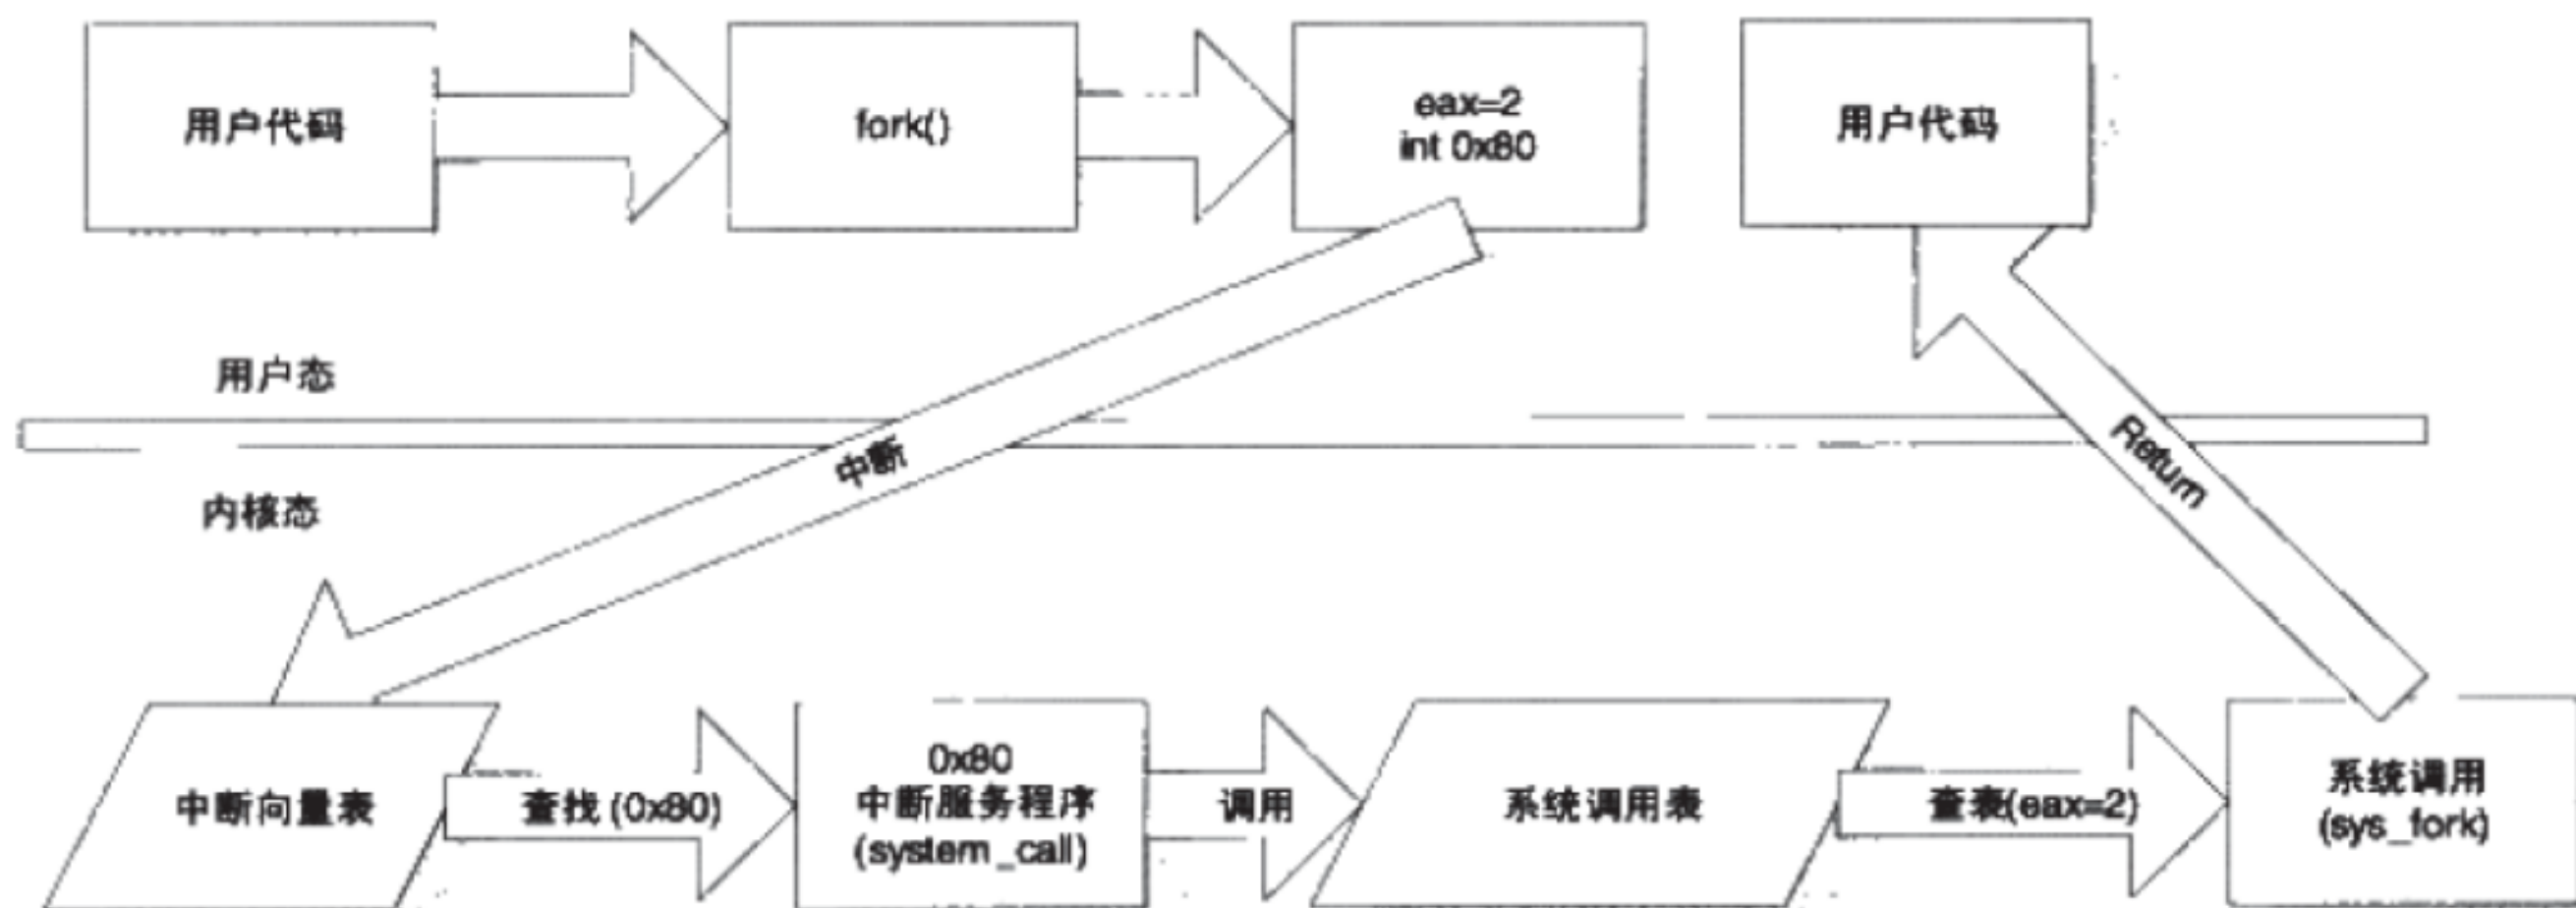 用户代码
fork()
eax=2
int 0x80
用户代码
用户态
中断
Return
内核态
中断向量表
查找 (0x80)
0x80
中断服务程序
(system_call)
调用
系统调用表
查表(eax=2)
系统调用
(sys_fork)